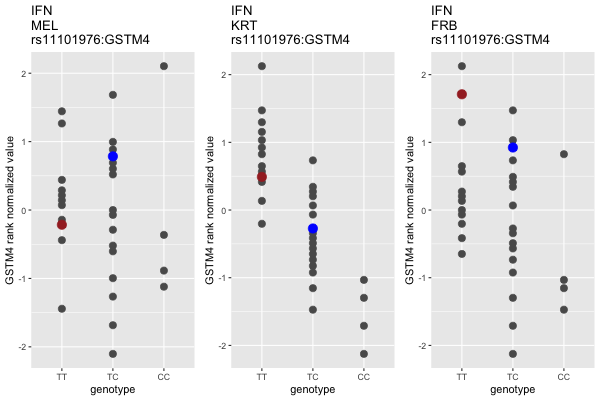 IFN
MEL
rs11101976:GSTM4
GSTM4 rank normalized value
2
1
0
-1
-2
TT TC CC
genotype
IFN
KRT
rs11101976:GSTM4
GSTM4 rank normalized value
2
1
0
-1
-2
TT TC CC
genotype
IFN
FRB
rs11101976:GSTM4
GSTM4 rank normalized value
2
1
0
-1
-2
TT TC CC
genotype